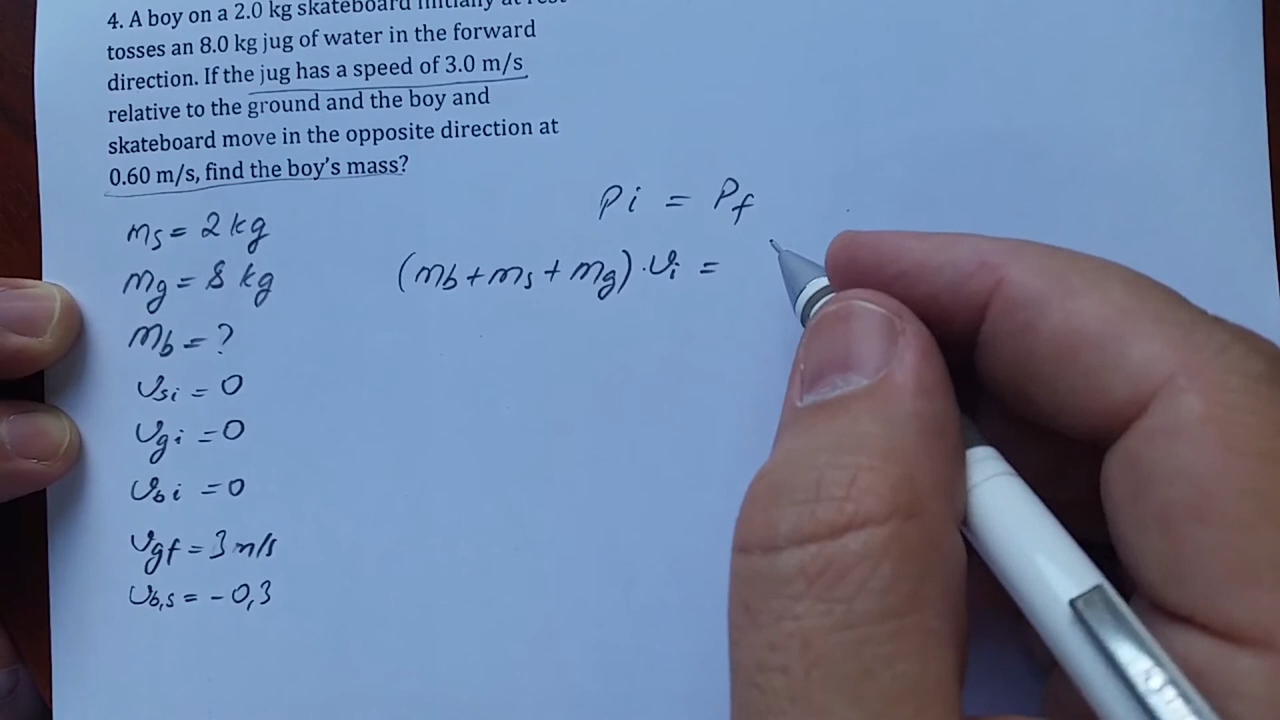 4. A boy on a 2.0 kg skateboard initially at rest
tosses an 8.0 kg jug of water in the forward
direction. If the jug has a speed of 3.0 m/s
relative to the ground and the boy and
skateboard move in the opposite direction at
0.60 m/s, find the boy's mass?
Pi = Pf
ms = 2 kg
(mb + ms + mg) · vi =
mg = 8 kg
mb = ?
vsi = 0
vgi = 0
vbi = 0
vgf = 3 m/s
vb,s = - 0,3